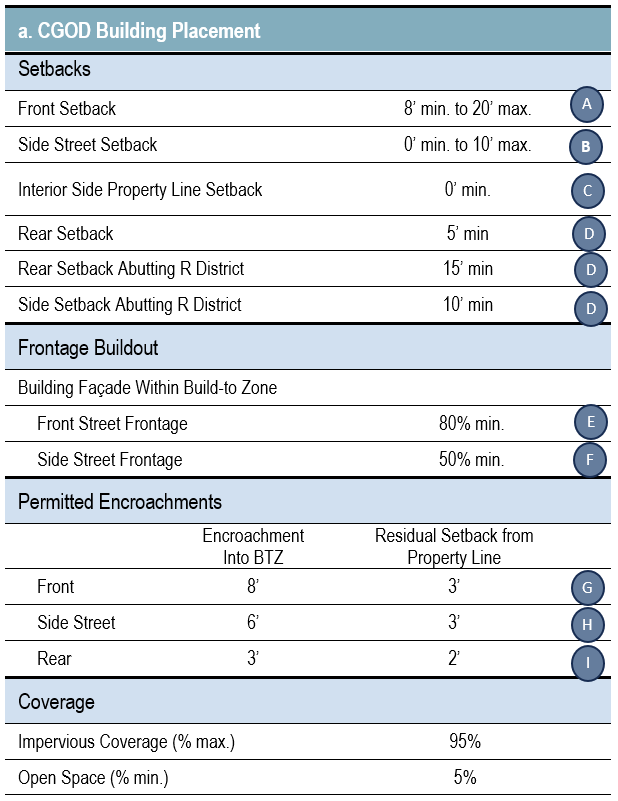 a. CGOD Building Placement
Setbacks
Front Setback 8’ min. to 20’ max. A
Side Street Setback 0’ min. to 10’ max. B
Interior Side Property Line Setback 0’ min. C
Rear Setback 5’ min D
Rear Setback Abutting R District 15’ min D
Side Setback Abutting R District 10’ min D
Frontage Buildout
Building Façade Within Build-to Zone
Front Street Frontage 80% min. E
Side Street Frontage 50% min. F
Permitted Encroachments
Encroachment Residual Setback from
Into BTZ Property Line
Front 8’ 3’ G
Side Street 6’ 3’ H
Rear 3’ 2’ I
Coverage
Impervious Coverage (% max.) 95%
Open Space (% min.) 5%